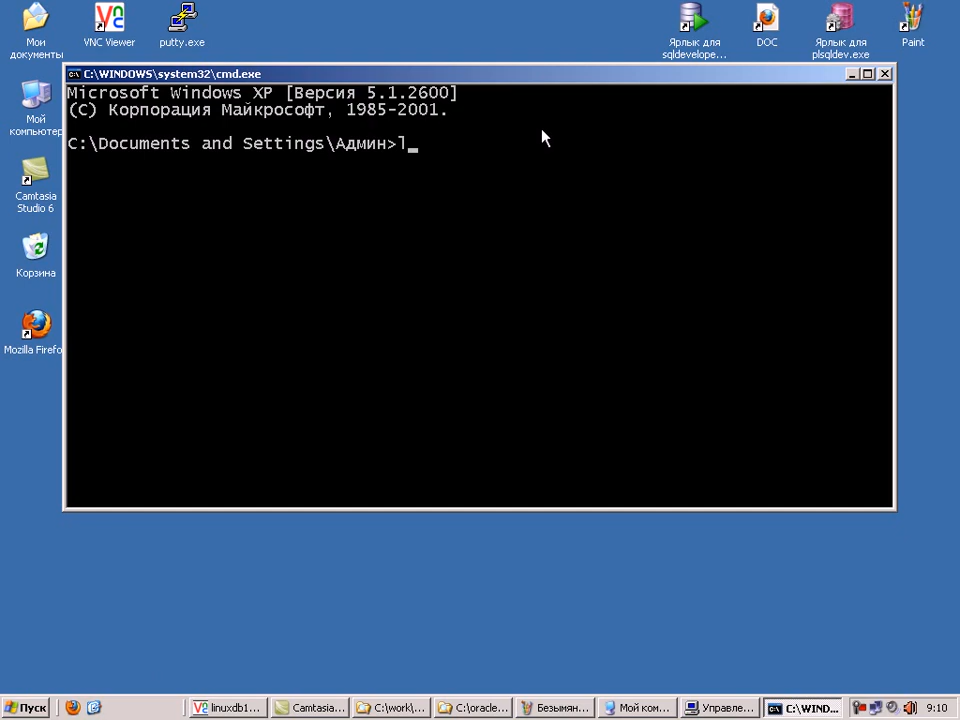 Мои документы
VNC Viewer
putty.exe
Ярлык для sqldevelope...
DOC
Ярлык для plsqldev.exe
Paint
C:\WINDOWS\system32\cmd.exe
Microsoft Windows XP [Версия 5.1.2600]
(C) Корпорация Майкрософт, 1985-2001.
C:\Documents and Settings\Админ>l_
Мой компьютер
Camtasia Studio 6
Корзина
Mozilla Firefo
Пуск
linuxdb1...
Camtasia...
C:\work\...
C:\oracle...
Безымян...
Мой ком...
Управле...
C:\WIND...
9:10